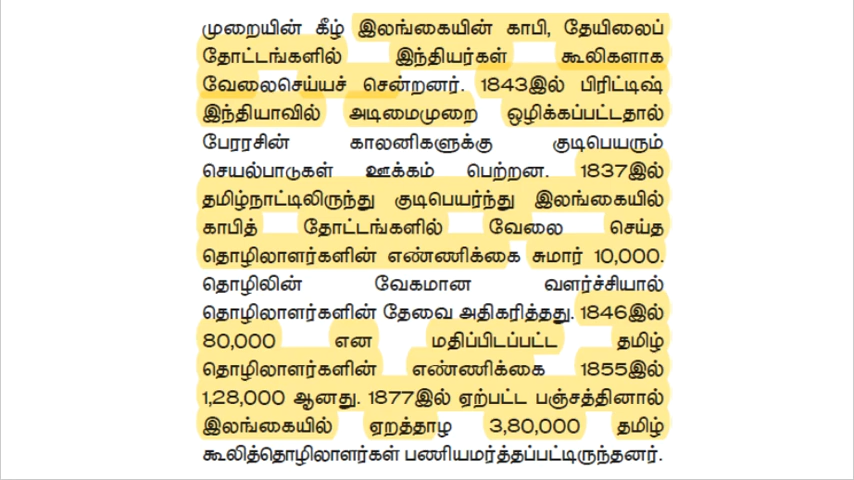 முறையின் கீழ் இலங்கையின் காபி, தேயிலைப்
தோட்டங்களில் இந்தியர்கள் கூலிகளாக
வேலைசெய்யச் சென்றனர். 1843இல் பிரிட்டிஷ்
இந்தியாவில் அடிமைமுறை ஒழிக்கப்பட்டதால்
பேரரசின் காலனிகளுக்கு குடிபெயரும்
செயல்பாடுகள் ஊக்கம் பெற்றன. 1837இல்
தமிழ்நாட்டிலிருந்து குடிபெயர்ந்து இலங்கையில்
காபித் தோட்டங்களில் வேலை செய்த
தொழிலாளர்களின் எண்ணிக்கை சுமார் 10,000.
தொழிலின் வேகமான வளர்ச்சியால்
தொழிலாளர்களின் தேவை அதிகரித்தது. 1846இல்
80,000 என மதிப்பிடப்பட்ட தமிழ்
தொழிலாளர்களின் எண்ணிக்கை 1855இல்
1,28,000 ஆனது. 1877இல் ஏற்பட்ட பஞ்சத்தினால்
இலங்கையில் ஏறத்தாழ 3,80,000 தமிழ்
கூலித்தொழிலாளர்கள் பணியமர்த்தப்பட்டிருந்தனர்.